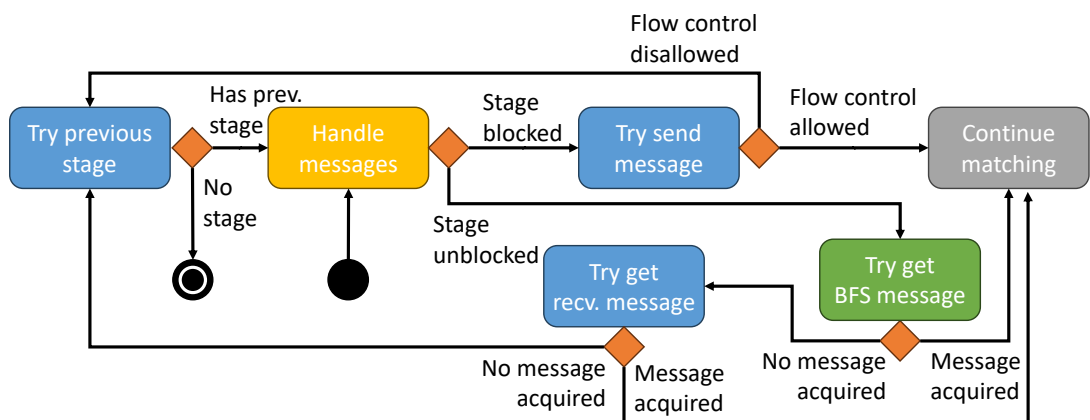 Flow control
disallowed
Has prev.
stage
Try previous
stage
Handle
messages
Stage
blocked
Try send
message
Flow control
allowed
Continue
matching
No
stage
Stage
unblocked
Try get
recv. message
Try get
BFS message
No message
acquired
Message
acquired
No message
acquired
Message
acquired